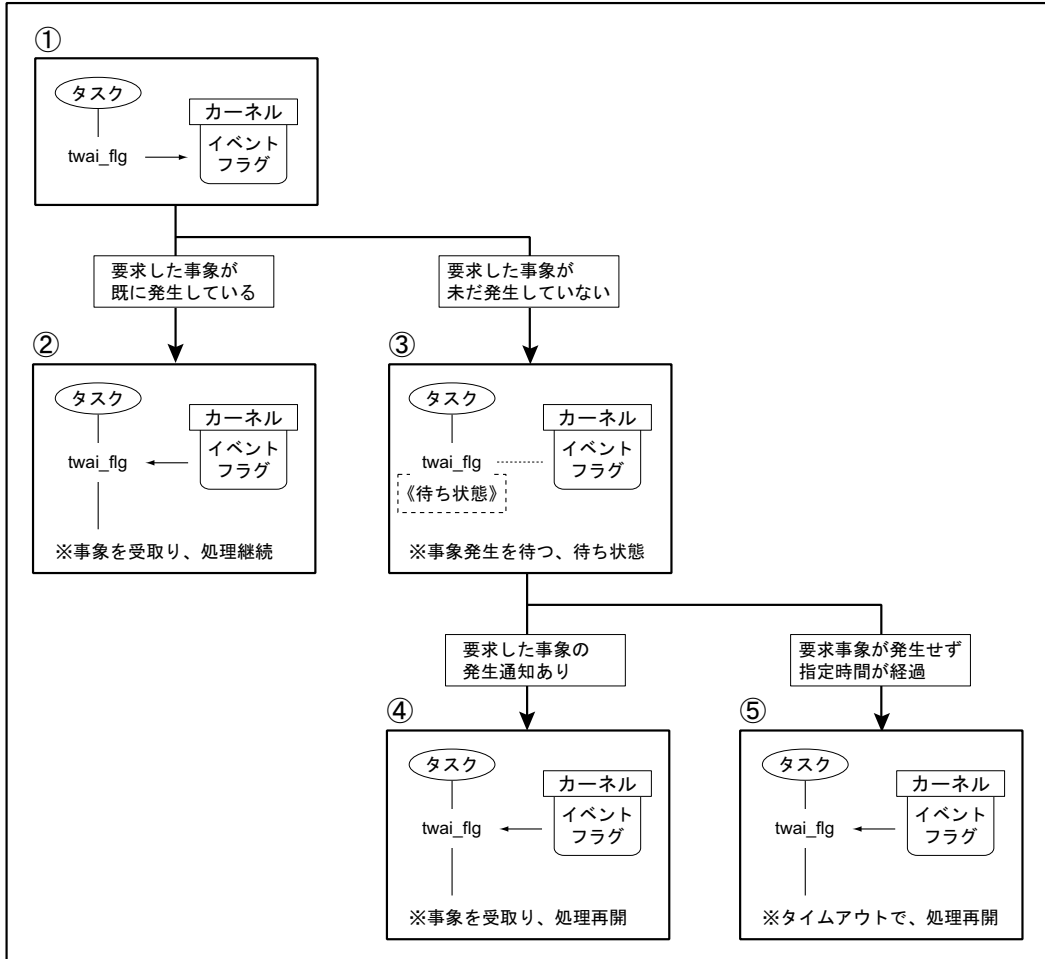 ①
タスク
カーネル
twai_flg
イベント
フラグ
要求した事象が
既に発生している
要求した事象が
未だ発生していない
②
タスク
カーネル
twai_flg
イベント
フラグ
※事象を受取り、処理継続
③
タスク
カーネル
twai_flg
イベント
フラグ
《待ち状態》
※事象発生を待つ、待ち状態
要求した事象の
発生通知あり
要求事象が発生せず
指定時間が経過
④
タスク
カーネル
twai_flg
イベント
フラグ
※事象を受取り、処理再開
⑤
タスク
カーネル
twai_flg
イベント
フラグ
※タイムアウトで、処理再開